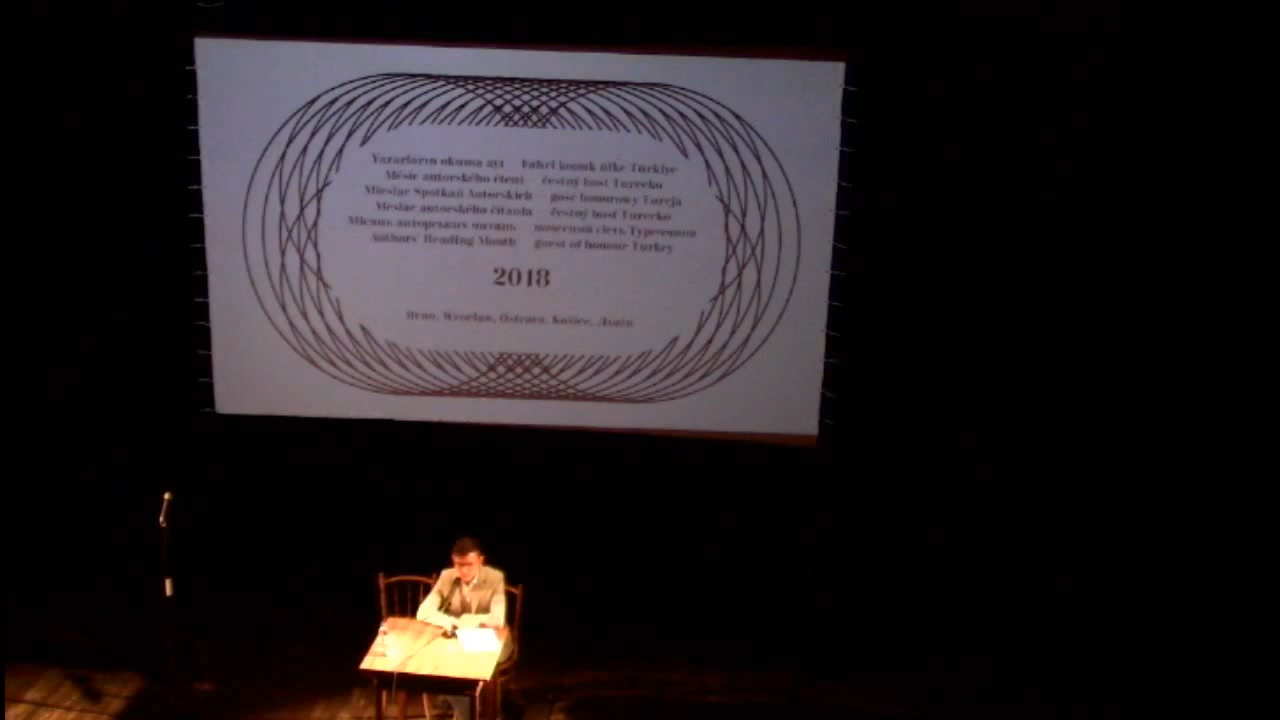 Yazarların okuma ayı Fahri konuk ülke Türkiye
Měsíc autorského čtení čestný host Turecko
Miesiąc Spotkań Autorskich gość honorowy Turcja
Mesiac autorského čítania čestný hosť Turecko
Місяць авторських читань почесний гість Туреччина
Authors' Reading Month guest of honour Turkey
2018
Brno, Wrocław, Ostrava, Košice, Львів